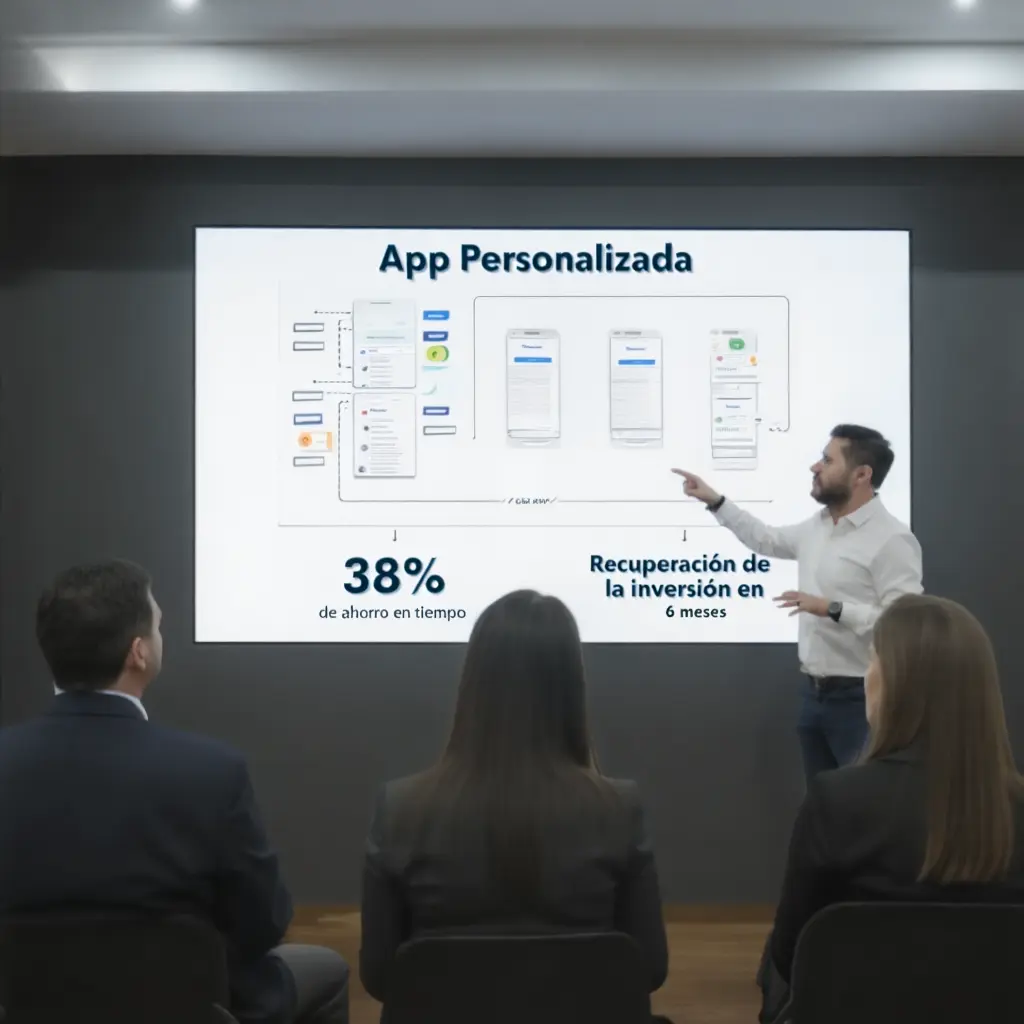 App Personalizada
38%
de ahorro en tiempo
Recuperación de
la inversión en
6 meses